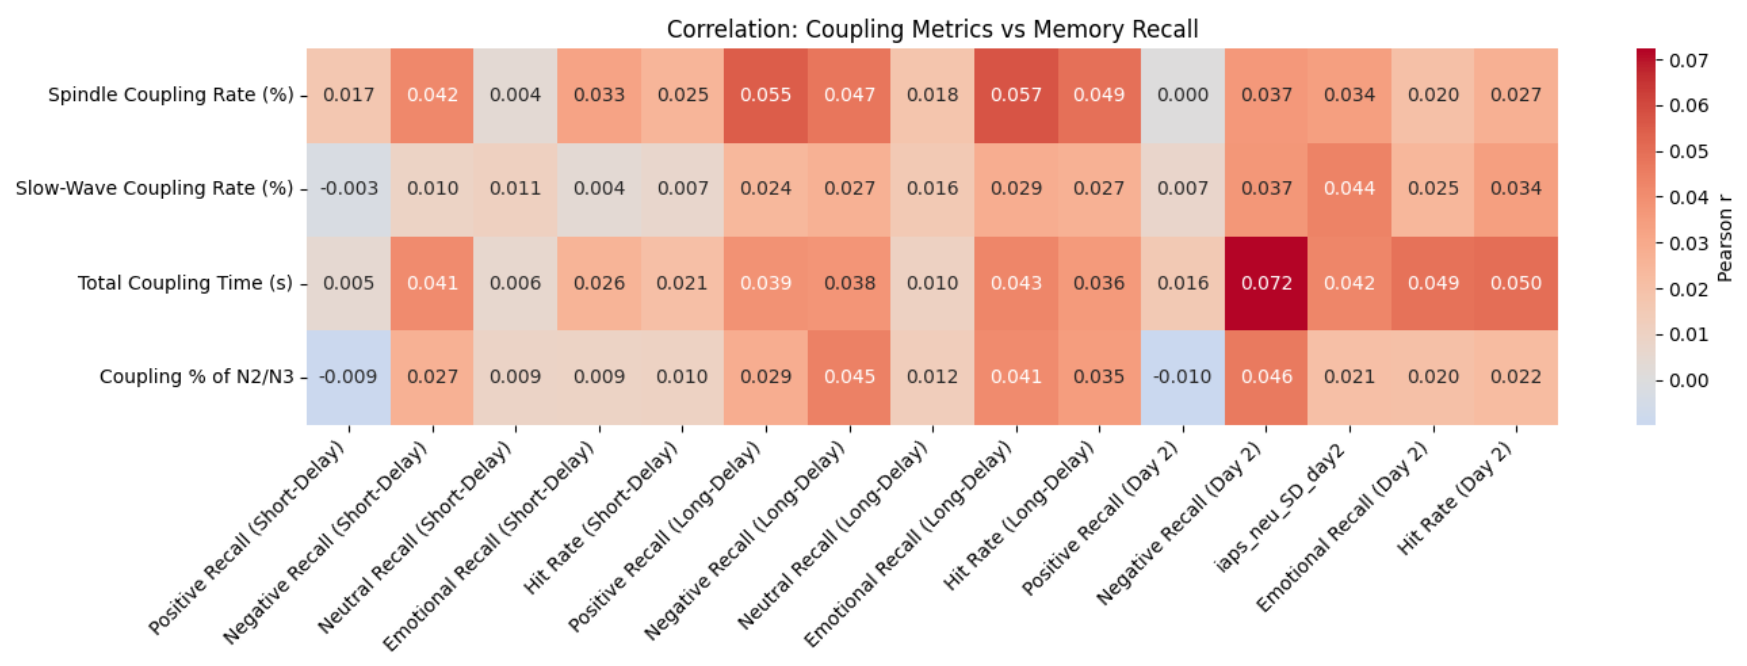 Correlation: Coupling Metrics vs Memory Recall
Spindle Coupling Rate (%) 0.017 0.042 0.004 0.033 0.025 0.055 0.047 0.018 0.057 0.049 0.000 0.037 0.034 0.020 0.027
Slow-Wave Coupling Rate (%) -0.003 0.010 0.011 0.004 0.007 0.024 0.027 0.016 0.029 0.027 0.007 0.037 0.044 0.025 0.034
Total Coupling Time (s) 0.005 0.041 0.006 0.026 0.021 0.039 0.038 0.010 0.043 0.036 0.016 0.072 0.042 0.049 0.050
Coupling % of N2/N3 -0.009 0.027 0.009 0.009 0.010 0.029 0.045 0.012 0.041 0.035 -0.010 0.046 0.021 0.020 0.022
Positive Recall (Short-Delay)
Negative Recall (Short-Delay)
Neutral Recall (Short-Delay)
Emotional Recall (Short-Delay)
Hit Rate (Short-Delay)
Positive Recall (Long-Delay)
Negative Recall (Long-Delay)
Neutral Recall (Long-Delay)
Emotional Recall (Long-Delay)
Hit Rate (Long-Delay)
Positive Recall (Day 2)
Negative Recall (Day 2)
iaps_neu_SD_day2
Emotional Recall (Day 2)
Hit Rate (Day 2)
0.07
0.06
0.05
0.04
0.03
0.02
0.01
0.00
Pearson r